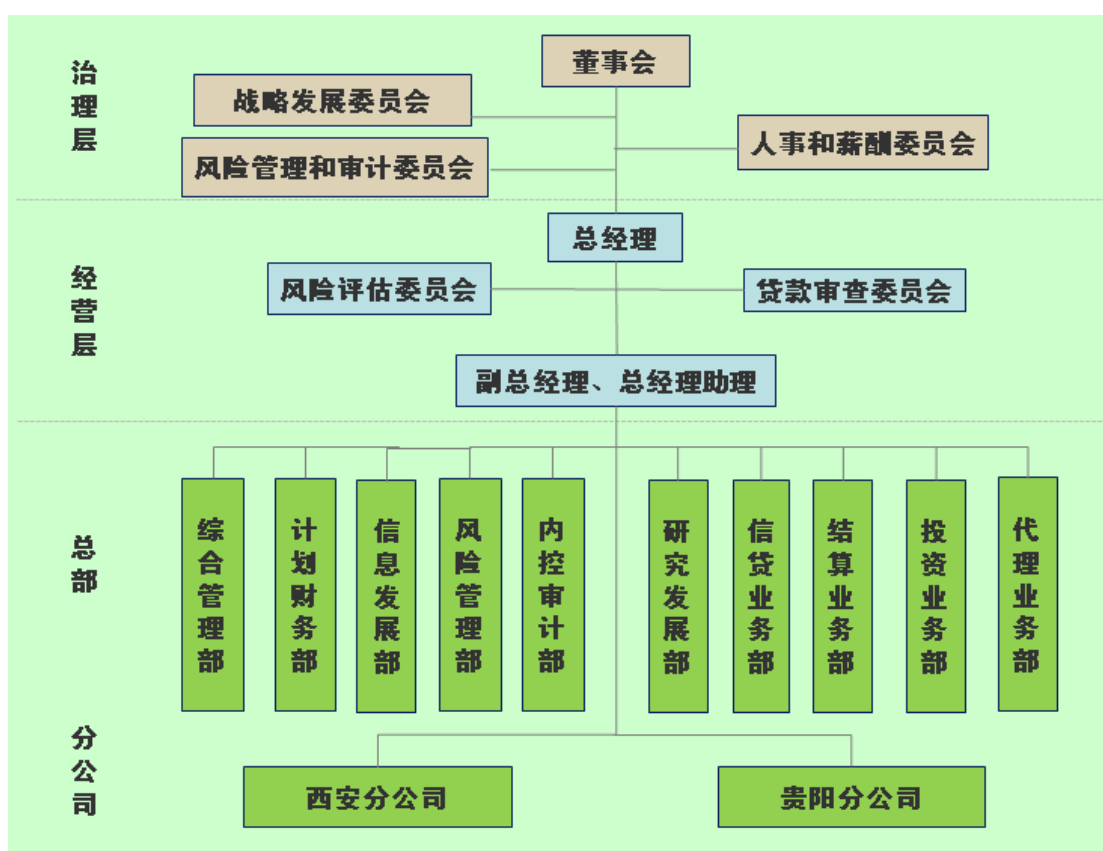 治理层
董事会
战略发展委员会
人事和薪酬委员会
风险管理和审计委员会
经营层
总经理
风险评估委员会
贷款审查委员会
副总经理、总经理助理
总部
综合管理部
计划财务部
信息发展部
风险管理部
内控审计部
研究发展部
信贷业务部
结算业务部
投资业务部
代理业务部
分公司
西安分公司
贵阳分公司